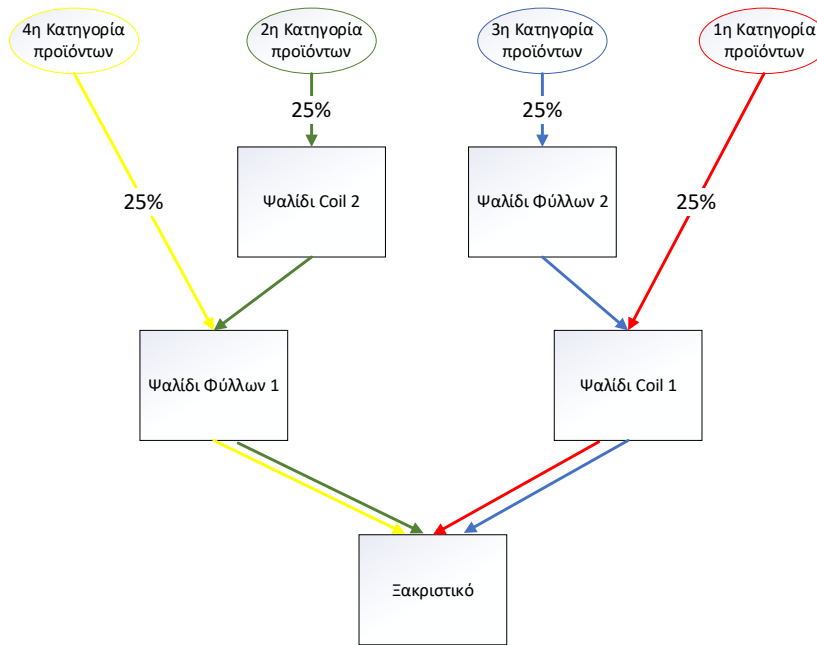 4η Κατηγορία
προϊόντων
2η Κατηγορία
προϊόντων
3η Κατηγορία
προϊόντων
1η Κατηγορία
προϊόντων
25%
25%
25%
25%
Ψαλίδι Coil 2
Ψαλίδι Φύλλων 2
Ψαλίδι Φύλλων 1
Ψαλίδι Coil 1
Ξακριστικό